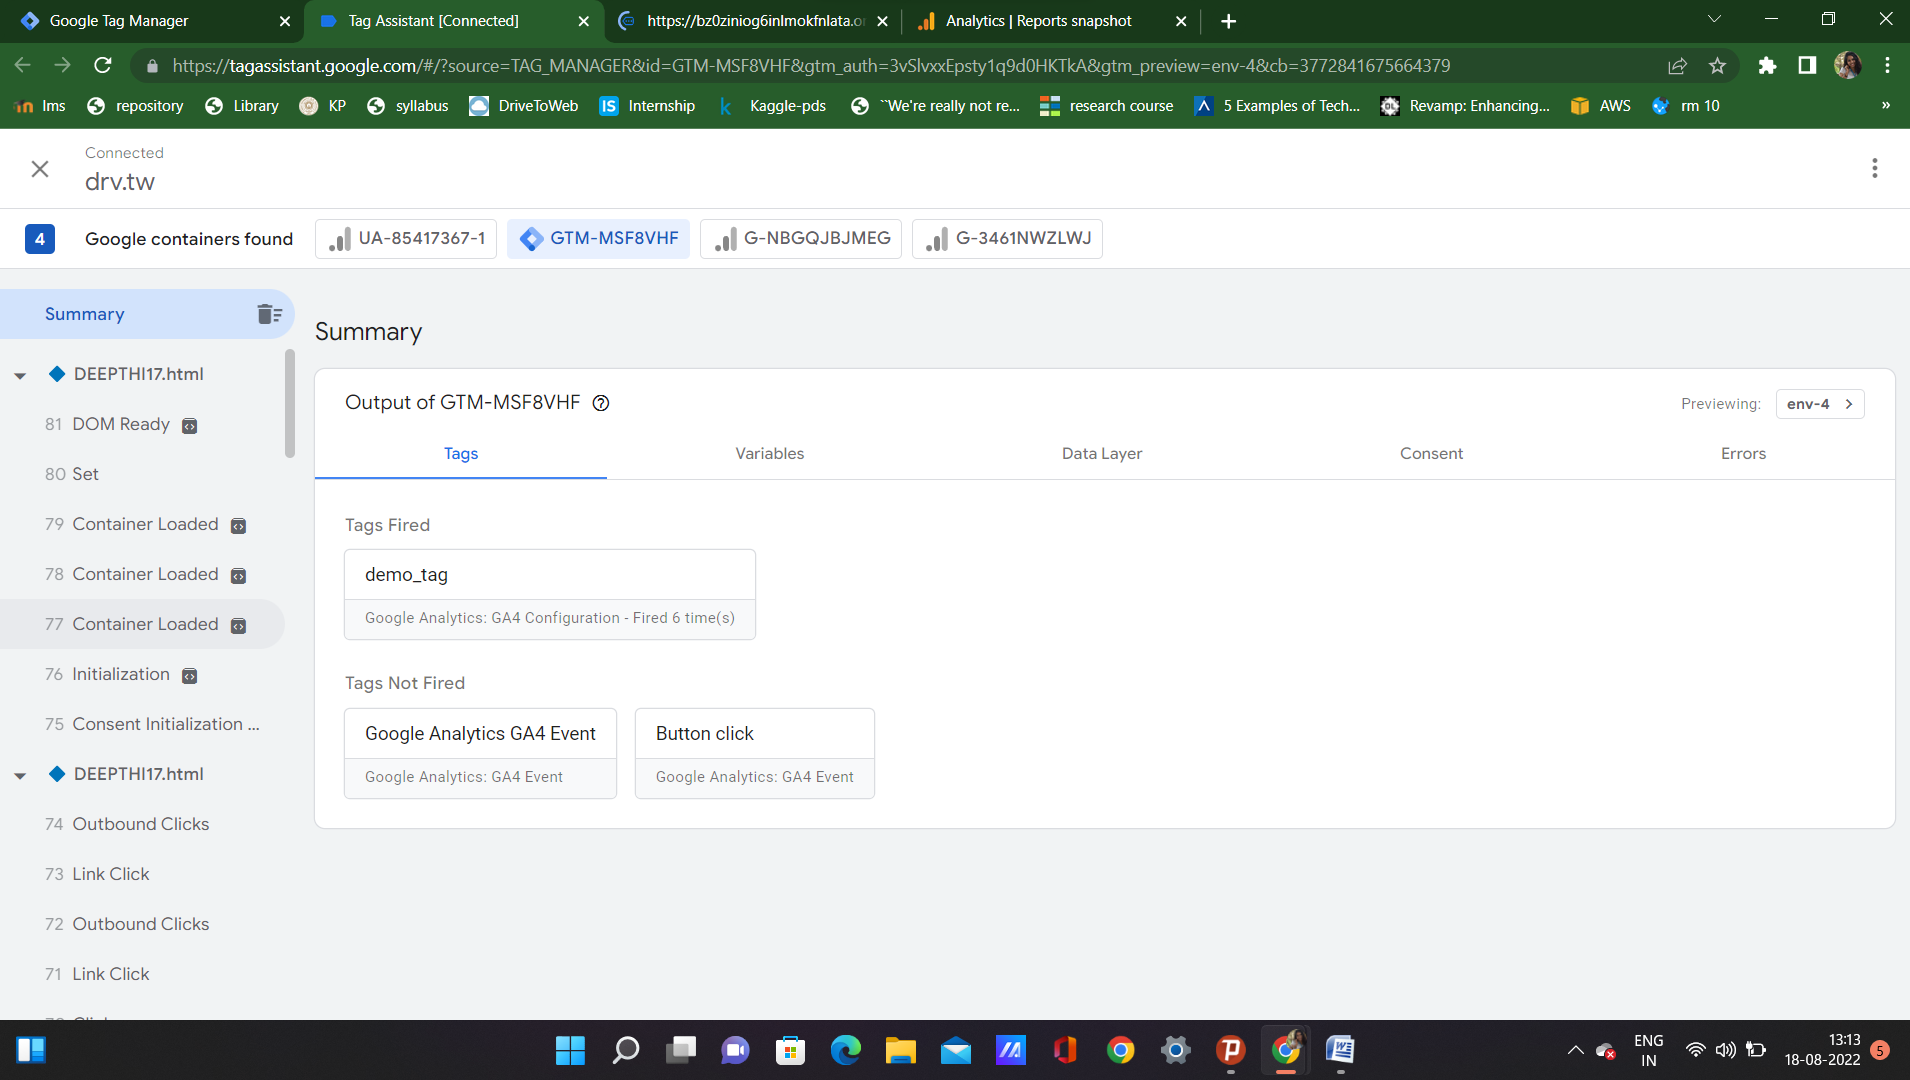 Google Tag Manager
Tag Assistant [Connected]
https://bz0ziniog6inlmokfnlata.or
Analytics | Reports snapshot
https://tagassistant.google.com/#/?source=TAG_MANAGER&id=GTM-MSF8VHF&gtm_auth=3vSlvxxEpsty1q9d0HKTkA&gtm_preview=env-4&cb=3772841675664379
lms
repository
Library
KP
syllabus
DriveToWeb
IS Internship
k Kaggle-pds
``We're really not re...
research course
5 Examples of Tech...
Revamp: Enhancing...
AWS
rm 10
»
Connected
drv.tw
4
Google containers found
UA-85417367-1
GTM-MSF8VHF
G-NBGQJBJMEG
G-3461NWZLWJ
Summary
DEEPTHI17.html
81 DOM Ready
80 Set
79 Container Loaded
78 Container Loaded
77 Container Loaded
76 Initialization
75 Consent Initialization ...
DEEPTHI17.html
74 Outbound Clicks
73 Link Click
72 Outbound Clicks
71 Link Click
Summary
Output of GTM-MSF8VHF
Previewing: env-4
Tags
Variables
Data Layer
Consent
Errors
Tags Fired
demo_tag
Google Analytics: GA4 Configuration - Fired 6 time(s)
Tags Not Fired
Google Analytics GA4 Event
Google Analytics: GA4 Event
Button click
Google Analytics: GA4 Event
ENG
IN
13:13
18-08-2022
5